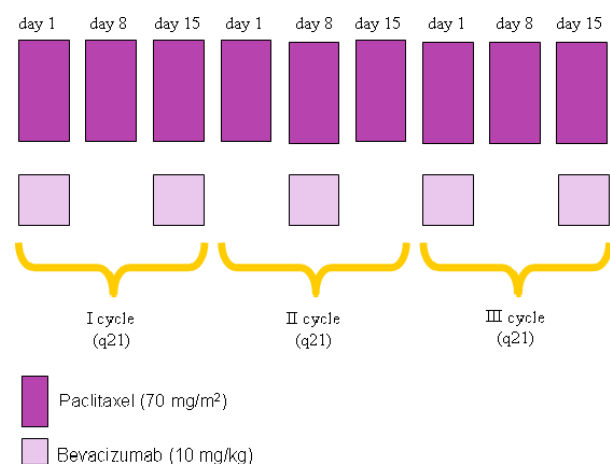 day 1 day 8 day 15 day 1 day 8 day 15 day 1 day 8 day 15
I cycle II cycle III cycle
(q21) (q21) (q21)
Paclitaxel (70 mg/m²)
Bevacizumab (10 mg/kg)